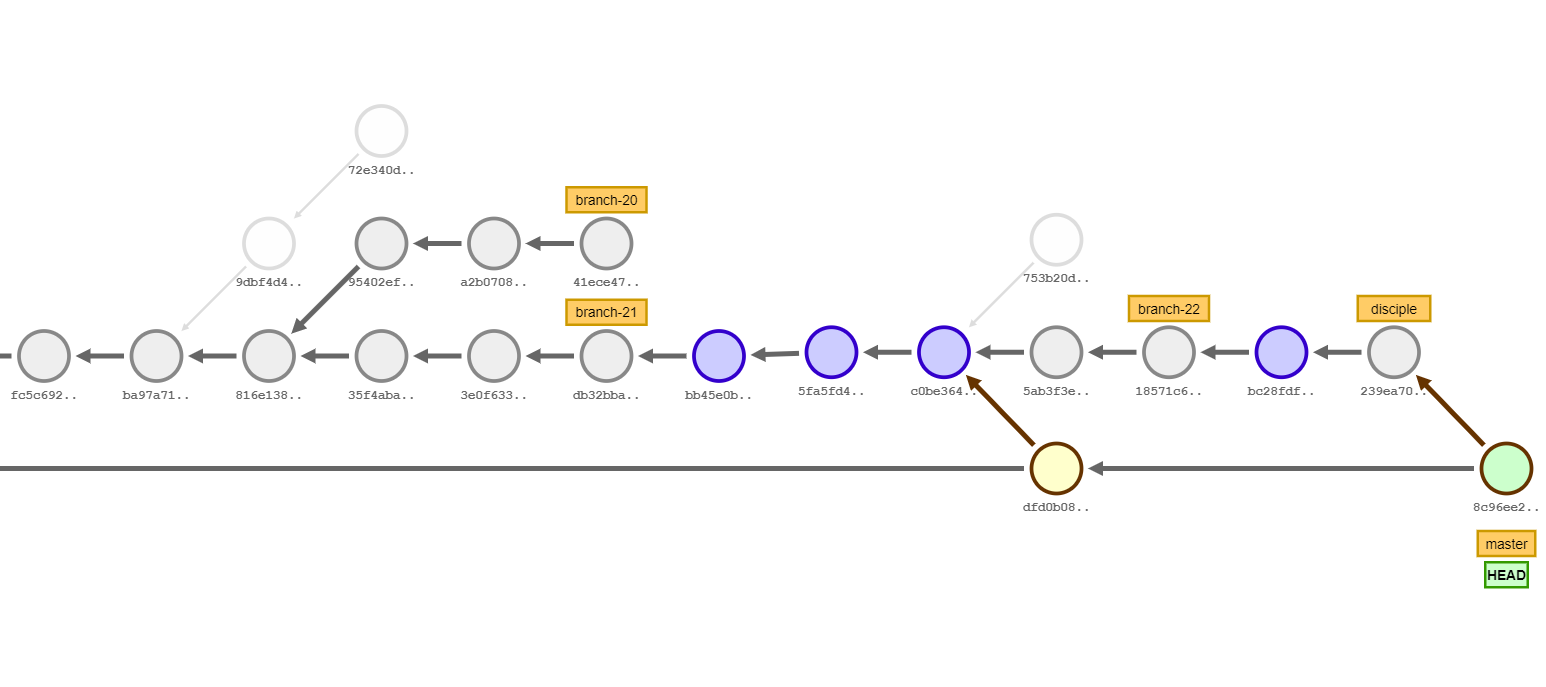 72e340d..
branch-20
9dbf4d4..
95402ef..
a2b0708..
41ece47..
753b20d..
branch-21
branch-22
disciple
fc5c692..
ba97a71..
816e138..
35f4aba..
3e0f633..
db32bba..
bb45e0b..
5fa5fd4..
c0be364..
5ab3f3e..
18571c6..
bc28fdf..
239ea70..
dfd0b08..
8c96ee2..
master
HEAD